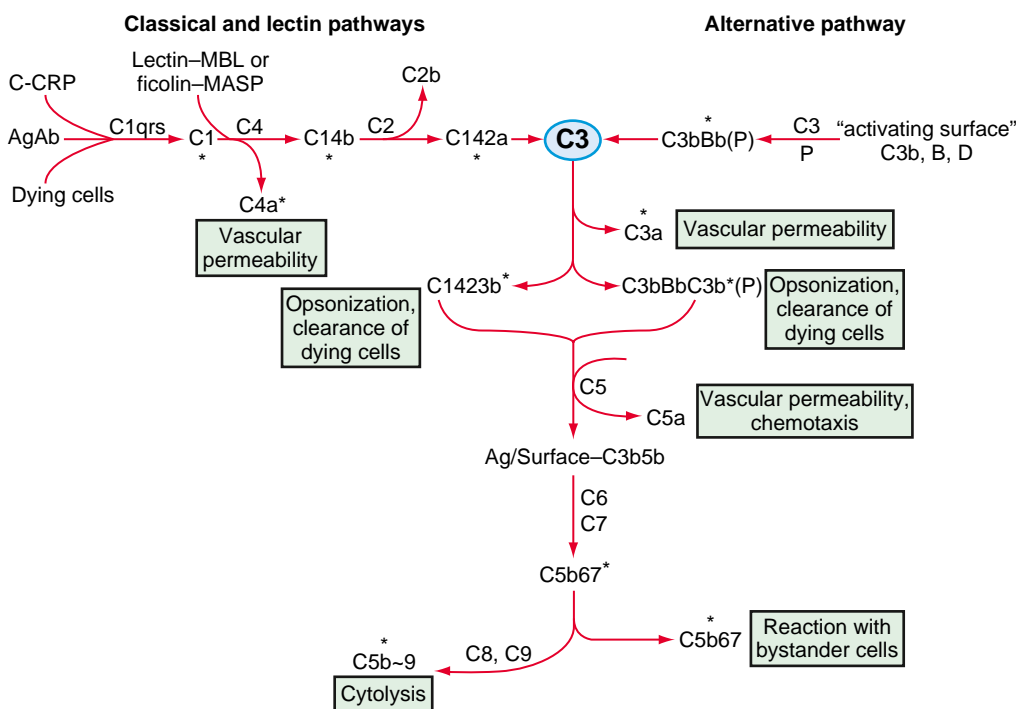 Classical and lectin pathways
Alternative pathway
Lectin–MBL or
ficolin–MASP
C-CRP
AgAb
Dying cells
C1qrs
C1
*
C4
C4a*
Vascular
permeability
C14b
*
C2
C2b
C142a
*
C3
*
C3bBb(P)
C3
P
“activating surface”
C3b, B, D
*
C3a
Vascular permeability
C1423b*
Opsonization,
clearance of
dying cells
C3bBbC3b*(P)
Opsonization,
clearance of
dying cells
C5
C5a
Vascular permeability,
chemotaxis
Ag/Surface–C3b5b
C6
C7
C5b67*
*
C5b67
Reaction with
bystander cells
C8, C9
*
C5b~9
Cytolysis